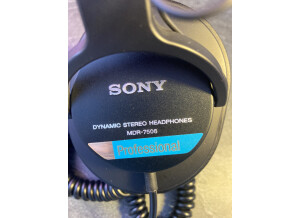 SONY
DYNAMIC STEREO HEADPHONES
MDR-7506
Professional